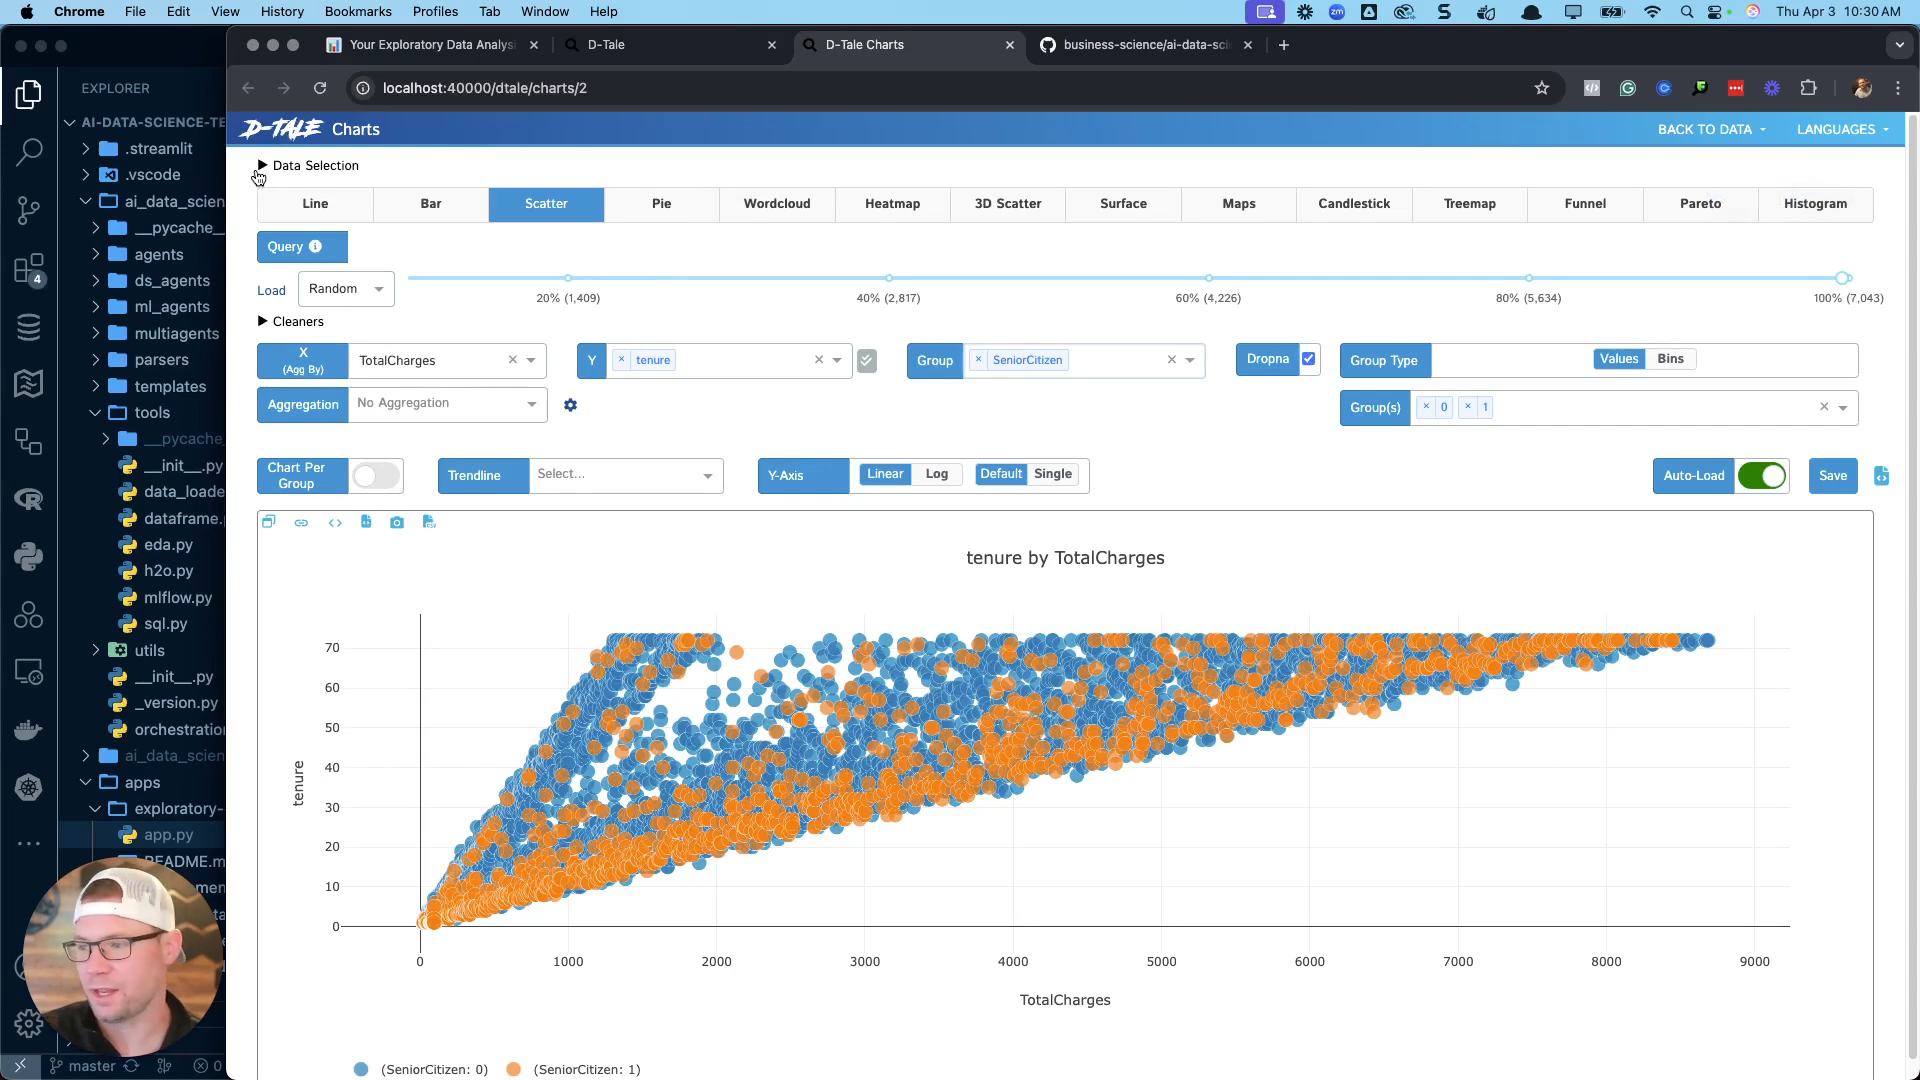 Chrome File Edit View History Bookmarks Profiles Tab Window Help
zm
Thu Apr 3 10:30 AM
Your Exploratory Data Analysi
D-Tale
D-Tale Charts
business-science/ai-data-sci
localhost:40000/dtale/charts/2
EXPLORER
AI-DATA-SCIENCE-TE
.streamlit
.vscode
ai_data_scien
__pycache__
agents
ds_agents
ml_agents
multiagents
parsers
templates
tools
__pycache_
__init__.py
data_loade
dataframe.p
eda.py
h2o.py
mlflow.py
sql.py
utils
__init__.py
_version.py
orchestration
ai_data_scien
apps
exploratory-
app.py
README.m
4
master
0
D-TALE Charts
BACK TO DATA
LANGUAGES
Data Selection
Line Bar Scatter Pie Wordcloud Heatmap 3D Scatter Surface Maps Candlestick Treemap Funnel Pareto Histogram
Query
Load Random
20% (1,409) 40% (2,817) 60% (4,226) 80% (5,634) 100% (7,043)
Cleaners
X
(Agg By)
TotalCharges
Y × tenure
Group × SeniorCitizen
Dropna
Group Type Values Bins
Aggregation No Aggregation
Group(s) × 0 × 1
Chart Per
Group
Trendline Select...
Y-Axis Linear Log Default Single
Auto-Load
Save
tenure by TotalCharges
70
60
50
40
30
20
10
0
tenure
0 1000 2000 3000 4000 5000 6000 7000 8000 9000
TotalCharges
(SeniorCitizen: 0) (SeniorCitizen: 1)